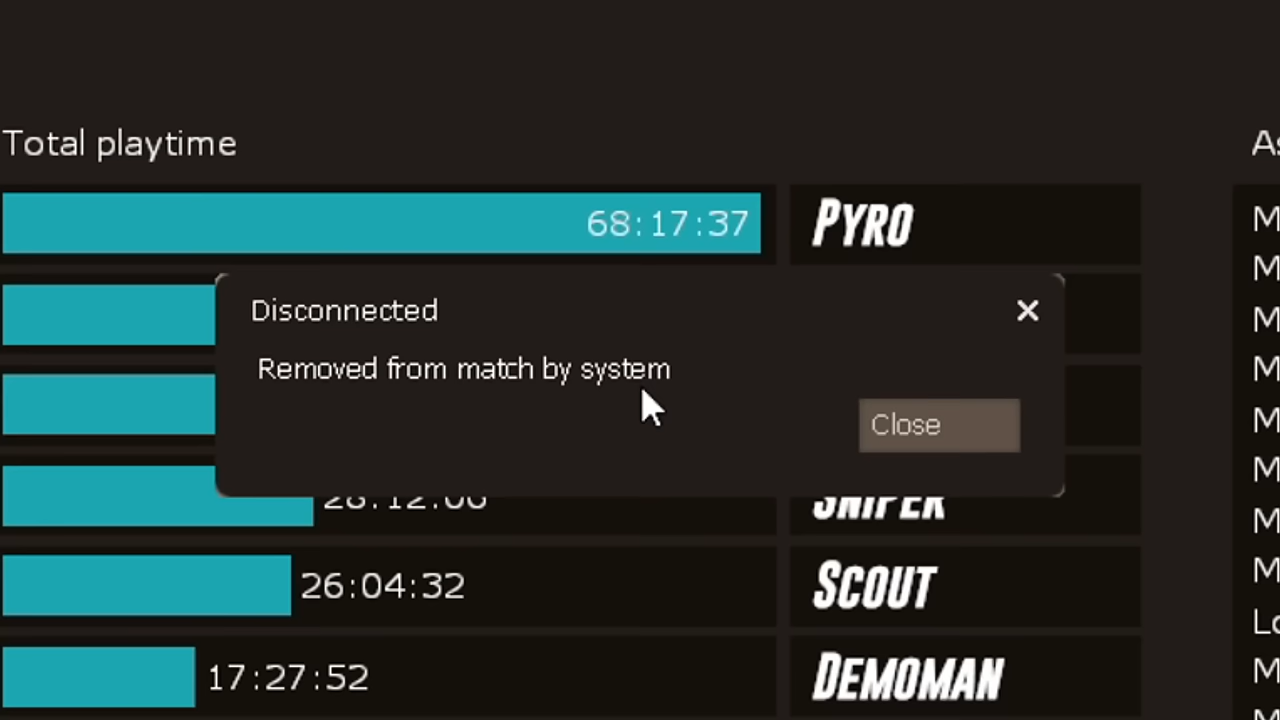 Total playtime
68:17:37
PYRO
Disconnected
Removed from match by system
Close
SNIPER
26:04:32
SCOUT
17:27:52
DEMOMAN